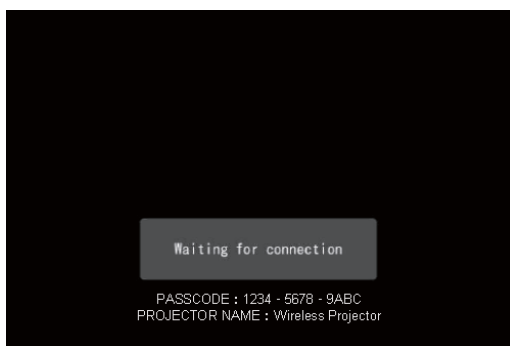 Waiting for connection
PASSCODE : 1234 - 5678 - 9ABC
PROJECTOR NAME : Wireless Projector